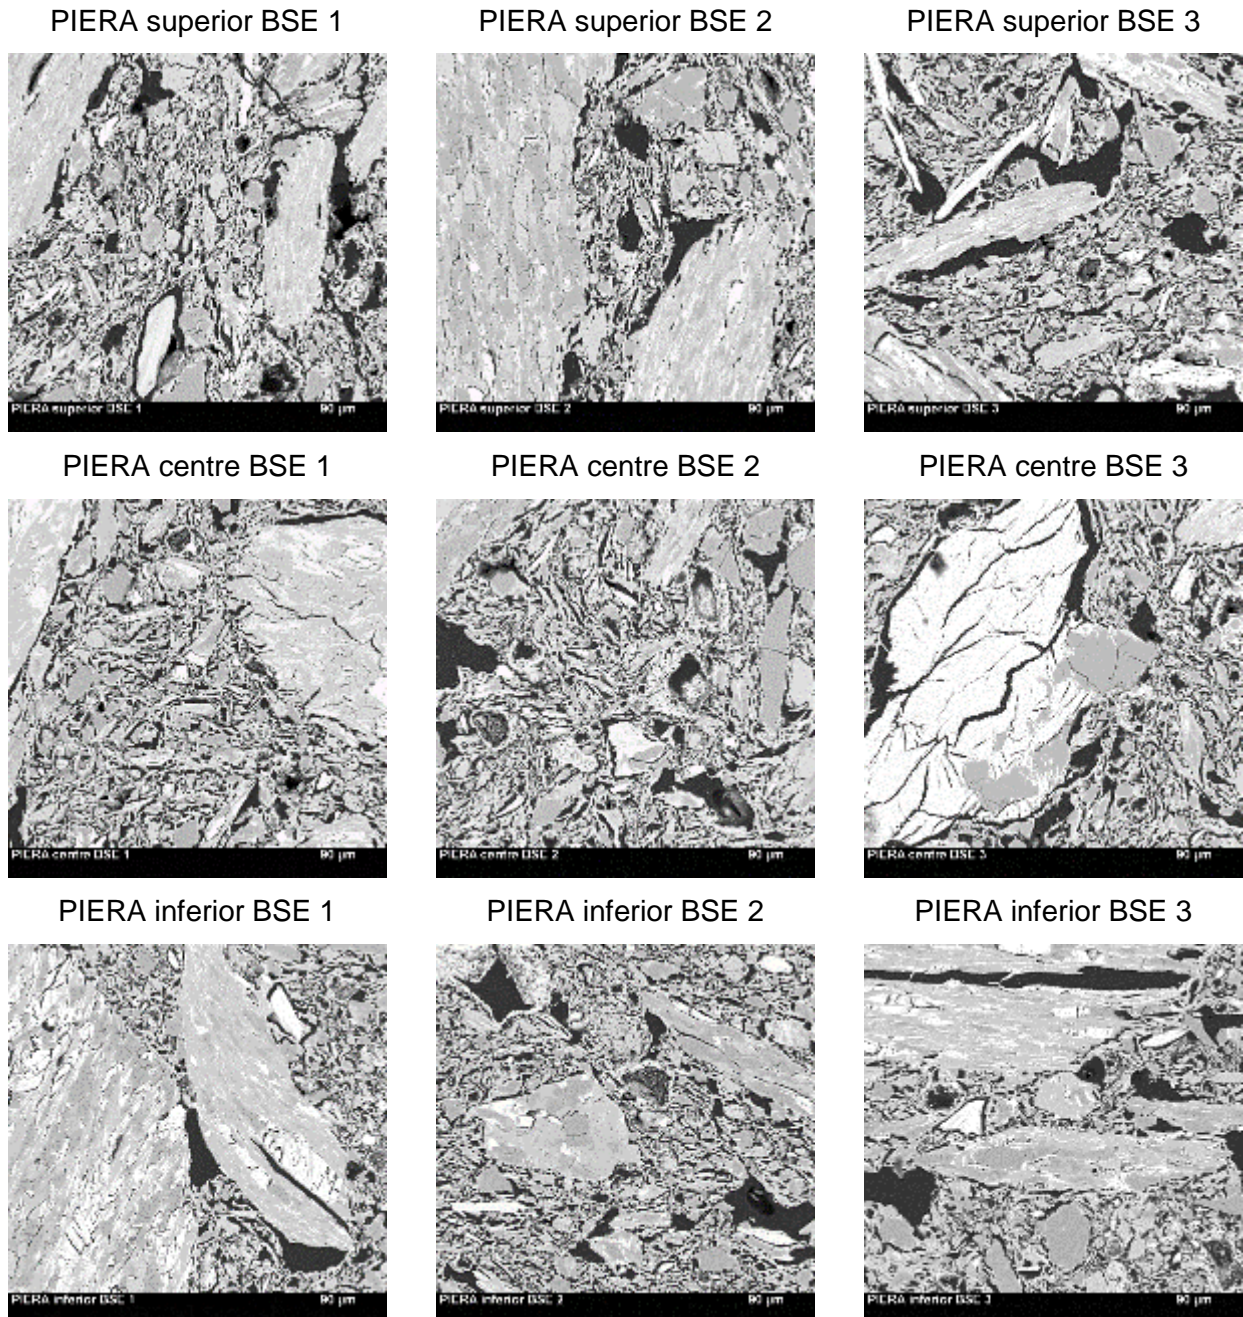 PIERA superior BSE 1
PIERA superior BSE 2
PIERA superior BSE 3
PIERA superior BSE 1 90 µm
PIERA superior BSE 2 90 µm
PIERA superior BSE 3 90 µm
PIERA centre BSE 1
PIERA centre BSE 2
PIERA centre BSE 3
PIERA centre BSE 1 90 µm
PIERA centre BSE 2 90 µm
PIERA centre BSE 3 90 µm
PIERA inferior BSE 1
PIERA inferior BSE 2
PIERA inferior BSE 3
PIERA inferior BSE 1 90 µm
PIERA inferior BSE 2 90 µm
PIERA inferior BSE 3 90 µm